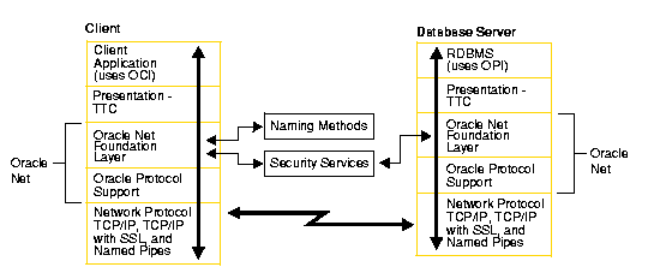 Client
Client
Application
(uses OCI)
Presentation -
TTC
Oracle Net
Foundation
Layer
Oracle Protocol
Support
Network Protocol
TCP/IP, TCP/IP
with SSL, and
Named Pipes
Oracle
Net
Naming Methods
Security Services
Database Server
RDBMS
(uses OPI)
Presentation -
TTC
Oracle Net
Foundation
Layer
Oracle Protocol
Support
Network Protocol
TCP/IP, TCP/IP
with SSL, and
Named Pipes
Oracle
Net